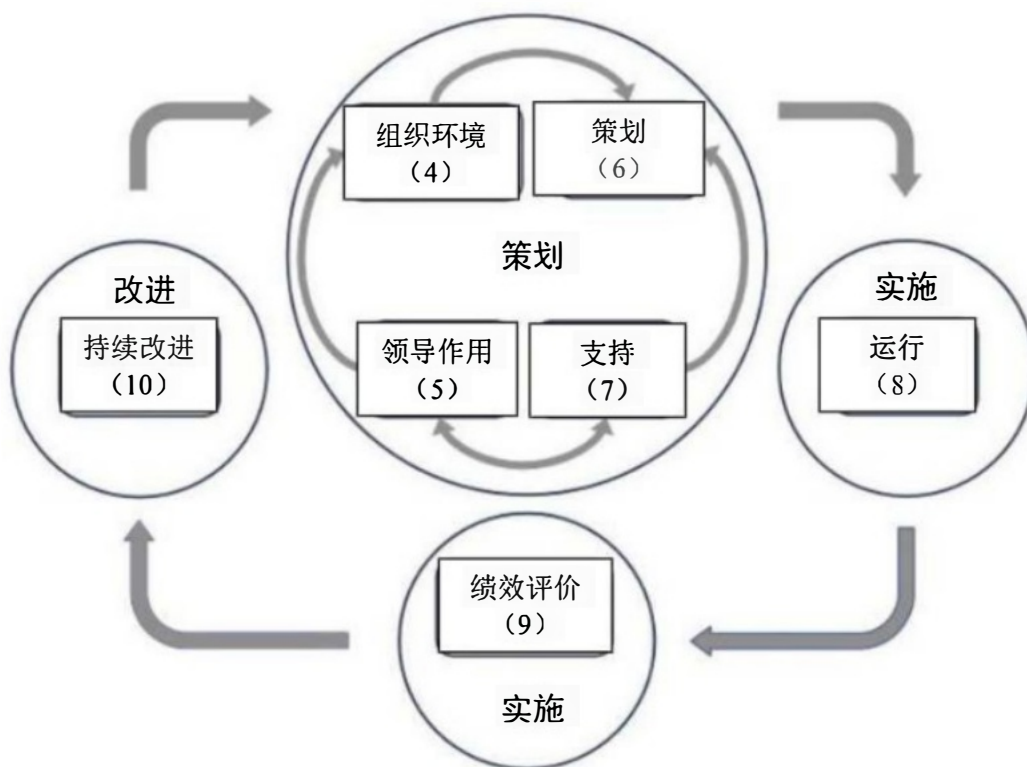 组织环境
（4）
策划
（6）
策划
领导作用
（5）
支持
（7）
改进
持续改进
（10）
实施
运行
（8）
绩效评价
（9）
实施